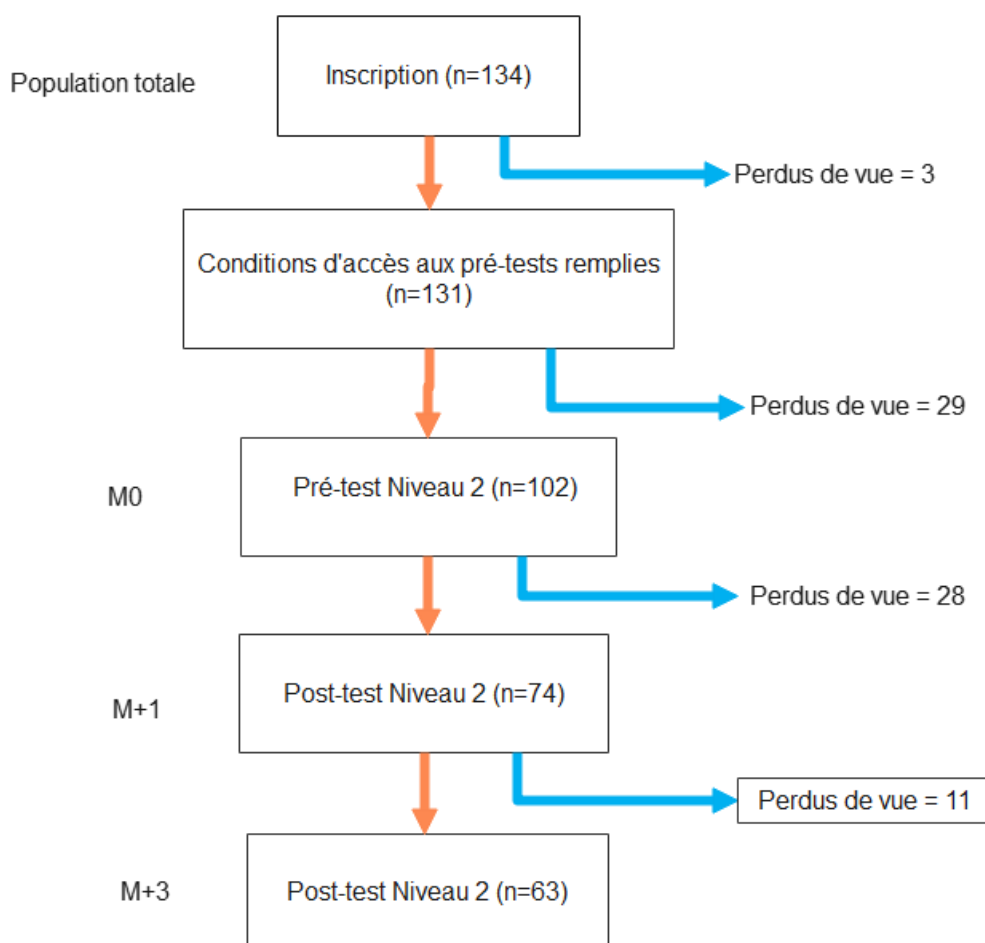 Population totale
Inscription (n=134)
Perdus de vue = 3
Conditions d'accès aux pré-tests remplies
(n=131)
Perdus de vue = 29
M0
Pré-test Niveau 2 (n=102)
Perdus de vue = 28
M+1
Post-test Niveau 2 (n=74)
Perdus de vue = 11
M+3
Post-test Niveau 2 (n=63)